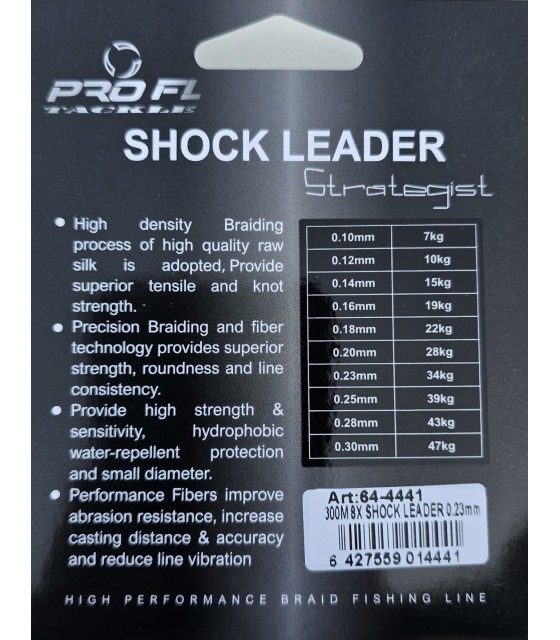 PRO FL
TACKLE
SHOCK LEADER
Strategist
• High density Braiding
process of high quality raw
silk is adopted, Provide
superior tensile and knot
strength.
• Precision Braiding and fiber
technology provides superior
strength, roundness and line
consistency.
• Provide high strength &
sensitivity, hydrophobic
water-repellent protection
and small diameter.
• Performance Fibers improve
abrasion resistance, increase
casting distance & accuracy
and reduce line vibration
0.10mm 7kg
0.12mm 10kg
0.14mm 15kg
0.16mm 19kg
0.18mm 22kg
0.20mm 28kg
0.23mm 34kg
0.25mm 39kg
0.28mm 43kg
0.30mm 47kg
Art:64-4441
300M 8X SHOCK LEADER 0.23mm
6 427559 014441
HIGH PERFORMANCE BRAID FISHING LINE